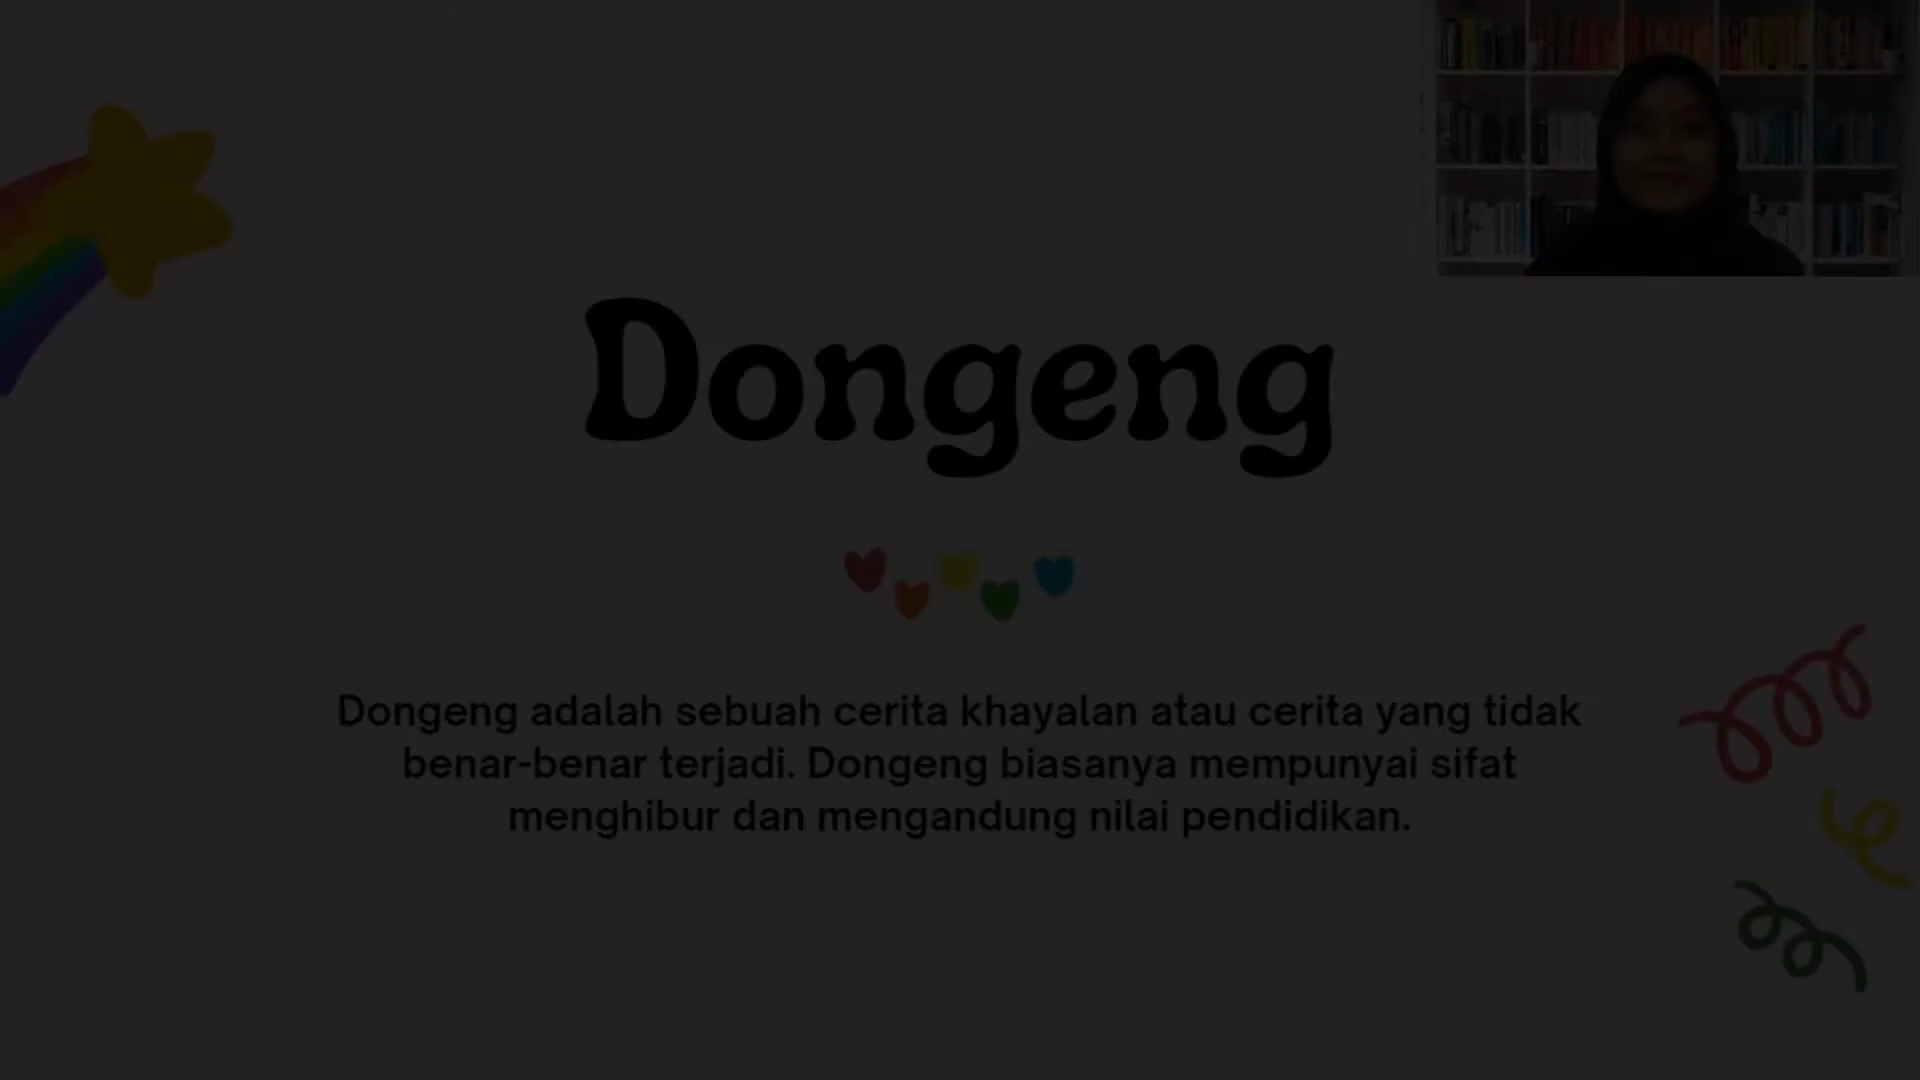 Dongeng
Dongeng adalah sebuah cerita khayalan atau cerita yang tidak
benar-benar terjadi. Dongeng biasanya mempunyai sifat
menghibur dan mengandung nilai pendidikan.